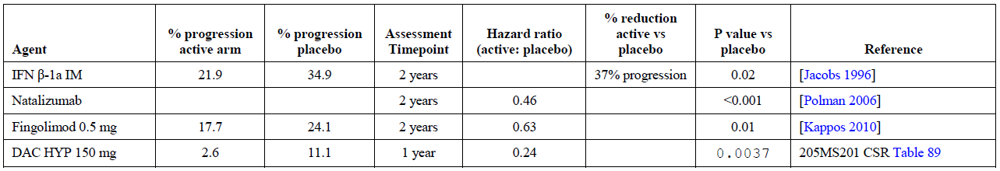 Agent % progression active arm % progression placebo Assessment Timepoint Hazard ratio (active: placebo) % reduction active vs placebo P value vs placebo Reference
IFN β-1a IM 21.9 34.9 2 years 37% progression 0.02 [Jacobs 1996]
Natalizumab 2 years 0.46 <0.001 [Polman 2006]
Fingolimod 0.5 mg 17.7 24.1 2 years 0.63 0.01 [Kappos 2010]
DAC HYP 150 mg 2.6 11.1 1 year 0.24 0.0037 205MS201 CSR Table 89